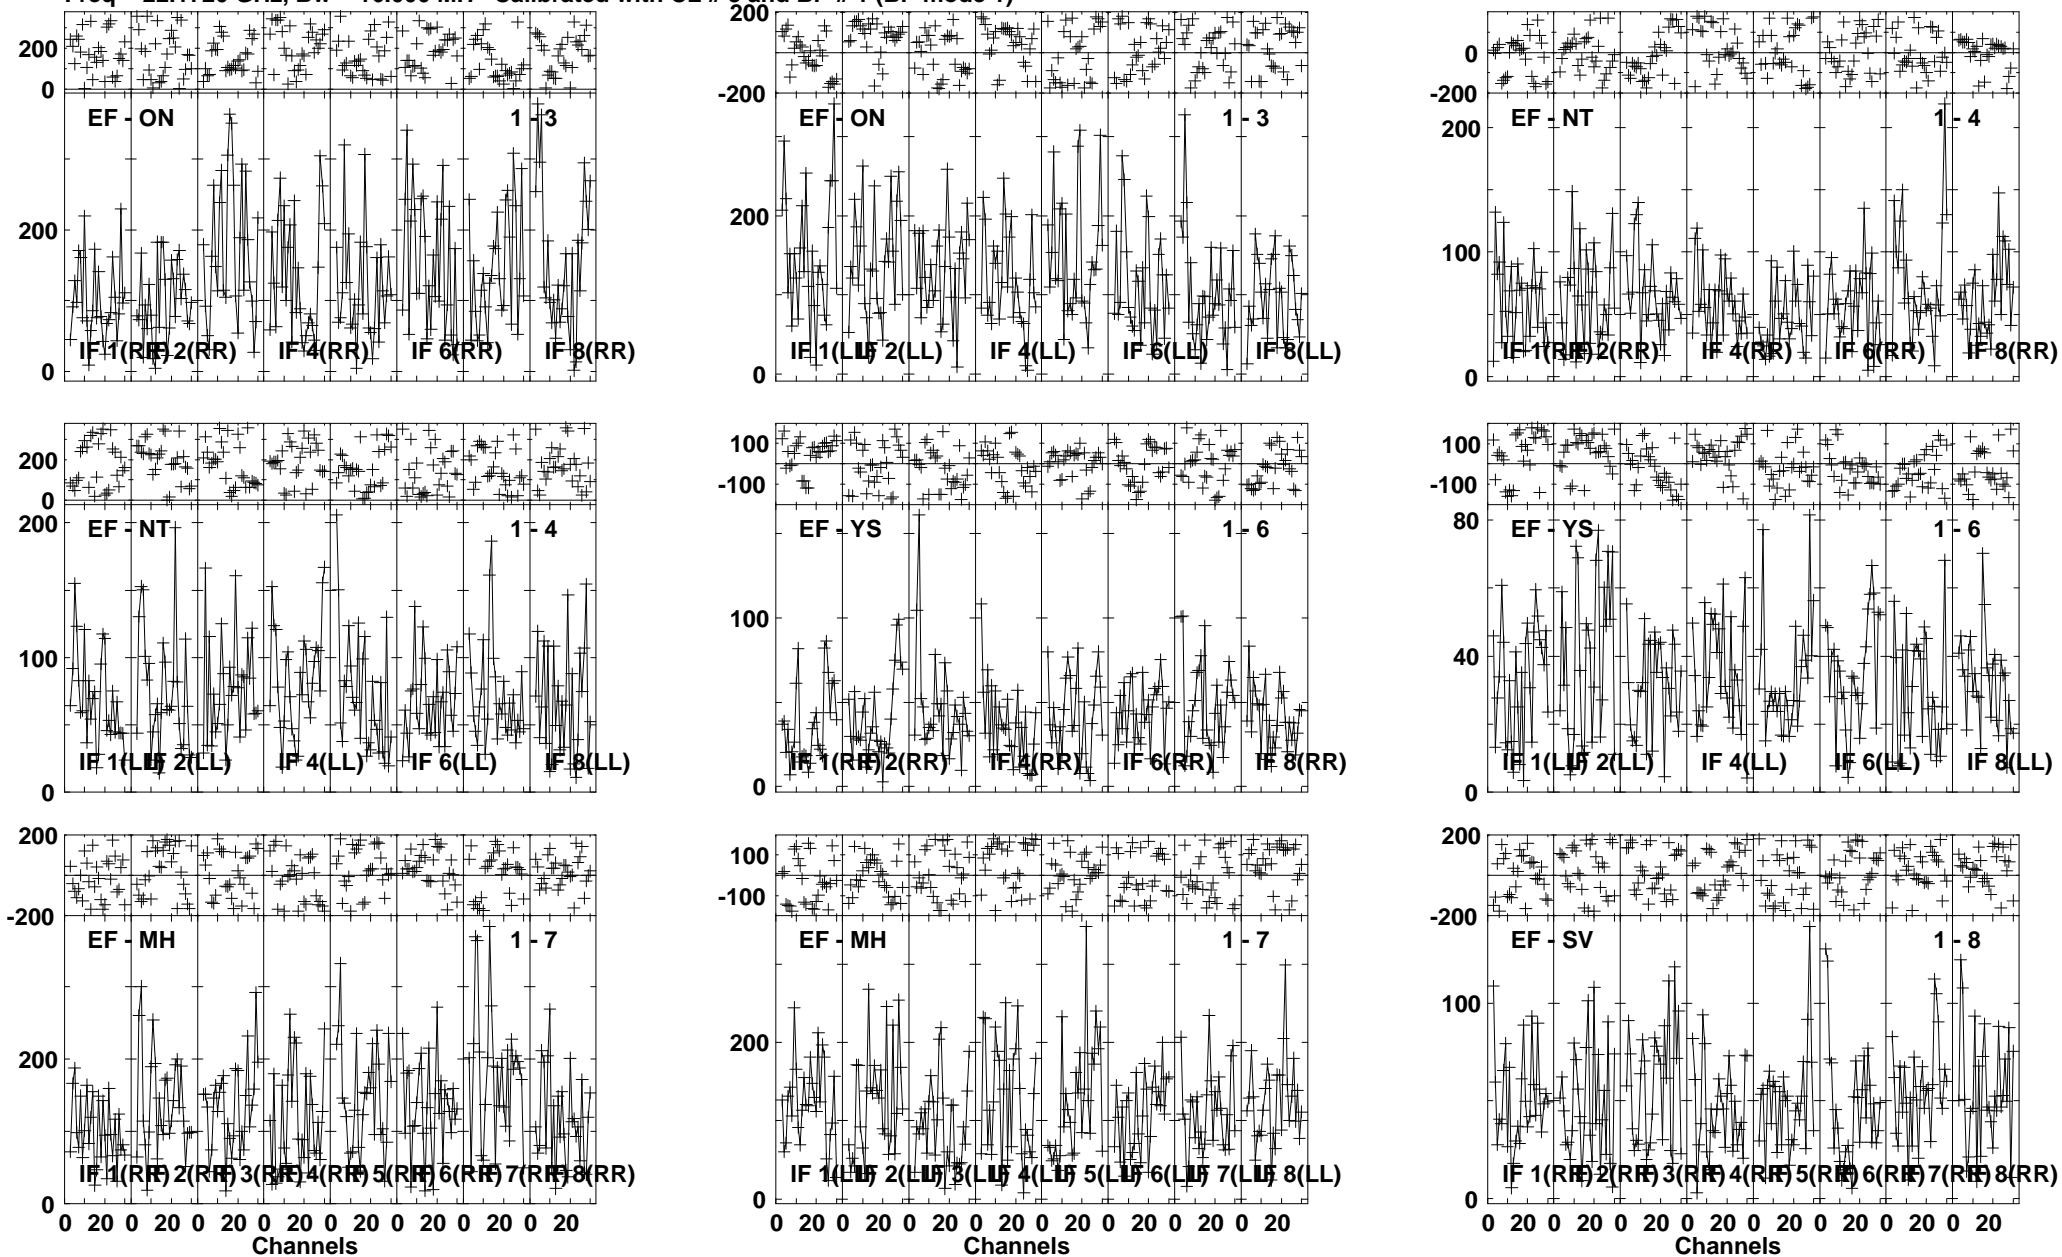 200
0
EF - ON
1 - 3
200
0
IF 1(RR)
IF 2(RR)
IF 4(RR)
IF 6(RR)
IF 8(RR)
200
-200
EF - ON
1 - 3
200
0
IF 1(LL)
IF 2(LL)
IF 4(LL)
IF 6(LL)
IF 8(LL)
200
0
-200
EF - NT
1 - 4
200
100
0
IF 1(RR)
IF 2(RR)
IF 4(RR)
IF 6(RR)
IF 8(RR)
200
0
EF - NT
1 - 4
200
100
0
IF 1(LL)
IF 2(LL)
IF 4(LL)
IF 6(LL)
IF 8(LL)
100
-100
EF - YS
1 - 6
100
0
IF 1(RR)
IF 2(RR)
IF 4(RR)
IF 6(RR)
IF 8(RR)
100
-100
EF - YS
1 - 6
80
40
0
IF 1(LL)
IF 2(LL)
IF 4(LL)
IF 6(LL)
IF 8(LL)
200
-200
EF - MH
1 - 7
200
0
IF 1(RR)
IF 2(RR)
IF 3(RR)
IF 4(RR)
IF 5(RR)
IF 6(RR)
IF 7(RR)
IF 8(RR)
0 20 0 20 0 20 0 20 0 20 0 20 0 20 0 20
Channels
100
-100
EF - MH
1 - 7
200
0
IF 1(LL)
IF 2(LL)
IF 3(LL)
IF 4(LL)
IF 5(LL)
IF 6(LL)
IF 7(LL)
IF 8(LL)
0 20 0 20 0 20 0 20 0 20 0 20 0 20 0 20
Channels
200
-200
EF - SV
1 - 8
100
0
IF 1(RR)
IF 2(RR)
IF 3(RR)
IF 4(RR)
IF 5(RR)
IF 6(RR)
IF 7(RR)
IF 8(RR)
0 20 0 20 0 20 0 20 0 20 0 20 0 20 0 20
Channels